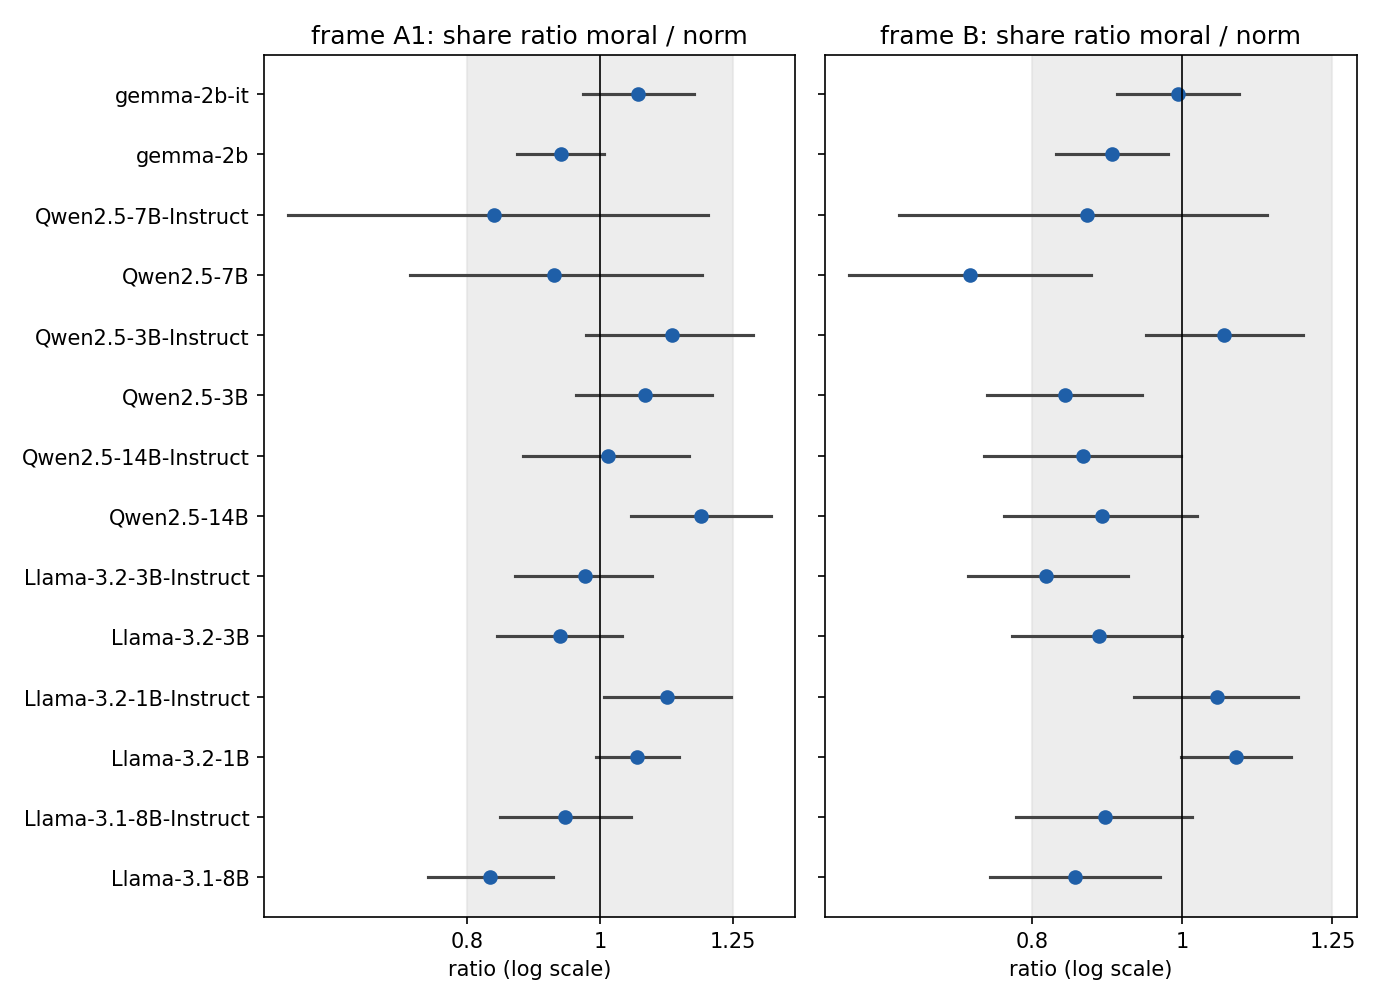 frame A1: share ratio moral / norm
frame B: share ratio moral / norm
gemma-2b-it
gemma-2b
Qwen2.5-7B-Instruct
Qwen2.5-7B
Qwen2.5-3B-Instruct
Qwen2.5-3B
Qwen2.5-14B-Instruct
Qwen2.5-14B
Llama-3.2-3B-Instruct
Llama-3.2-3B
Llama-3.2-1B-Instruct
Llama-3.2-1B
Llama-3.1-8B-Instruct
Llama-3.1-8B
0.8 1 1.25
ratio (log scale)
0.8 1 1.25
ratio (log scale)